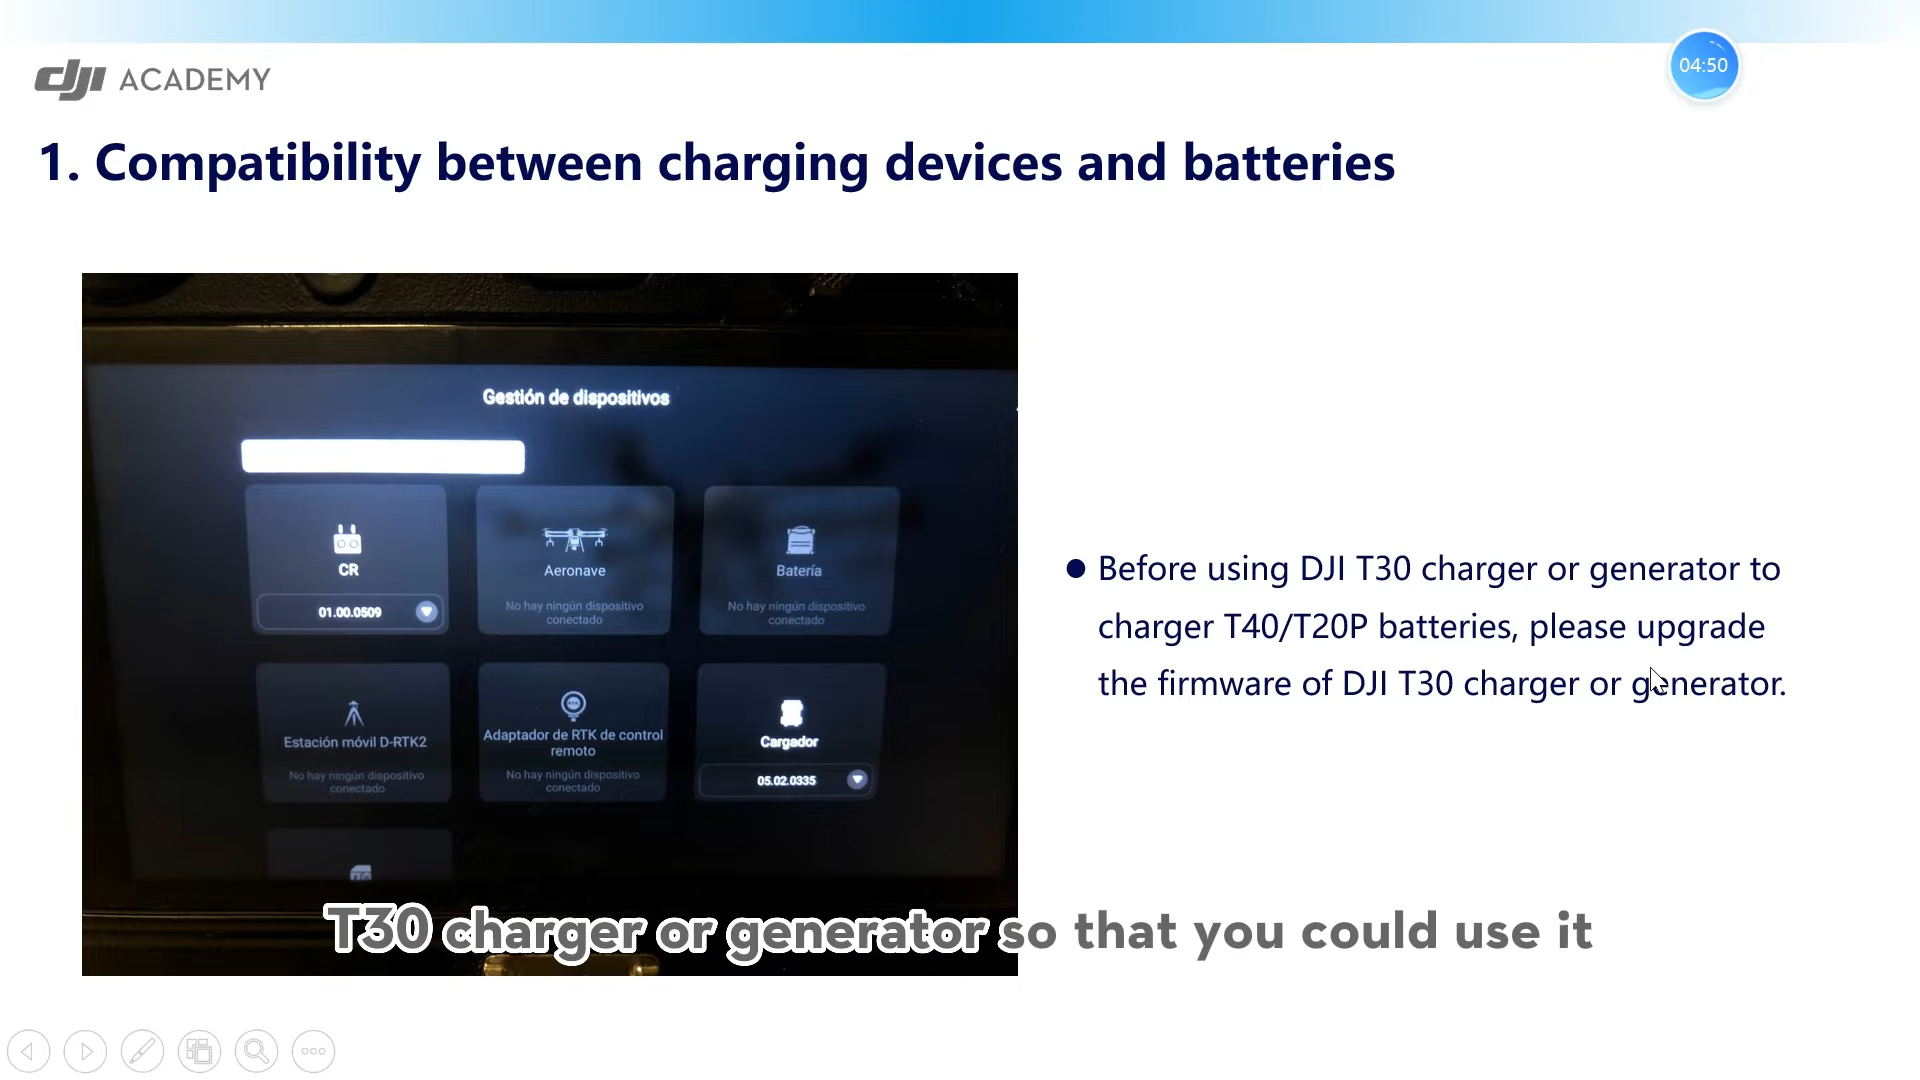 04:50
dji ACADEMY
1. Compatibility between charging devices and batteries
Gestión de dispositivos
CR
01.00.0509
Aeronave
No hay ningún dispositivo
conectado
Batería
No hay ningún dispositivo
conectado
Estación móvil D-RTK2
No hay ningún dispositivo
conectado
Adaptador de RTK de control
remoto
No hay ningún dispositivo
conectado
Cargador
05.02.0335
● Before using DJI T30 charger or generator to
charger T40/T20P batteries, please upgrade
the firmware of DJI T30 charger or generator.
T30 charger or generator so that you could use it